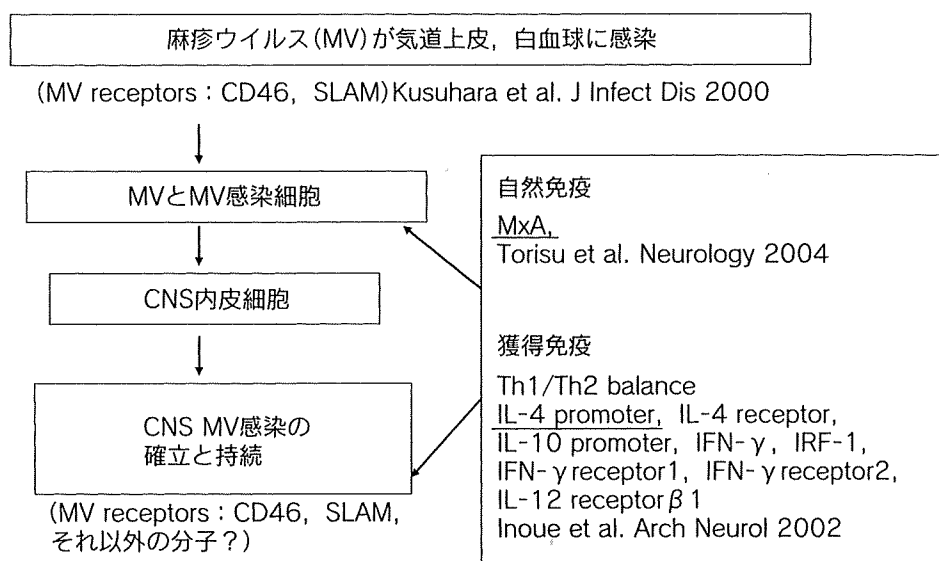 麻疹ウイルス(MV)が気道上皮，白血球に感染
(MV receptors：CD46，SLAM)Kusuhara et al. J Infect Dis 2000
MVとMV感染細胞
CNS内皮細胞
CNS MV感染の
確立と持続
(MV receptors：CD46，SLAM,
それ以外の分子？)
自然免疫
MxA,
Torisu et al. Neurology 2004
獲得免疫
Th1/Th2 balance
IL-4 promoter，IL-4 receptor,
IL-10 promoter，IFN-γ，IRF-1,
IFN-γ receptor1，IFN-γ receptor2,
IL-12 receptor β1
Inoue et al. Arch Neurol 2002